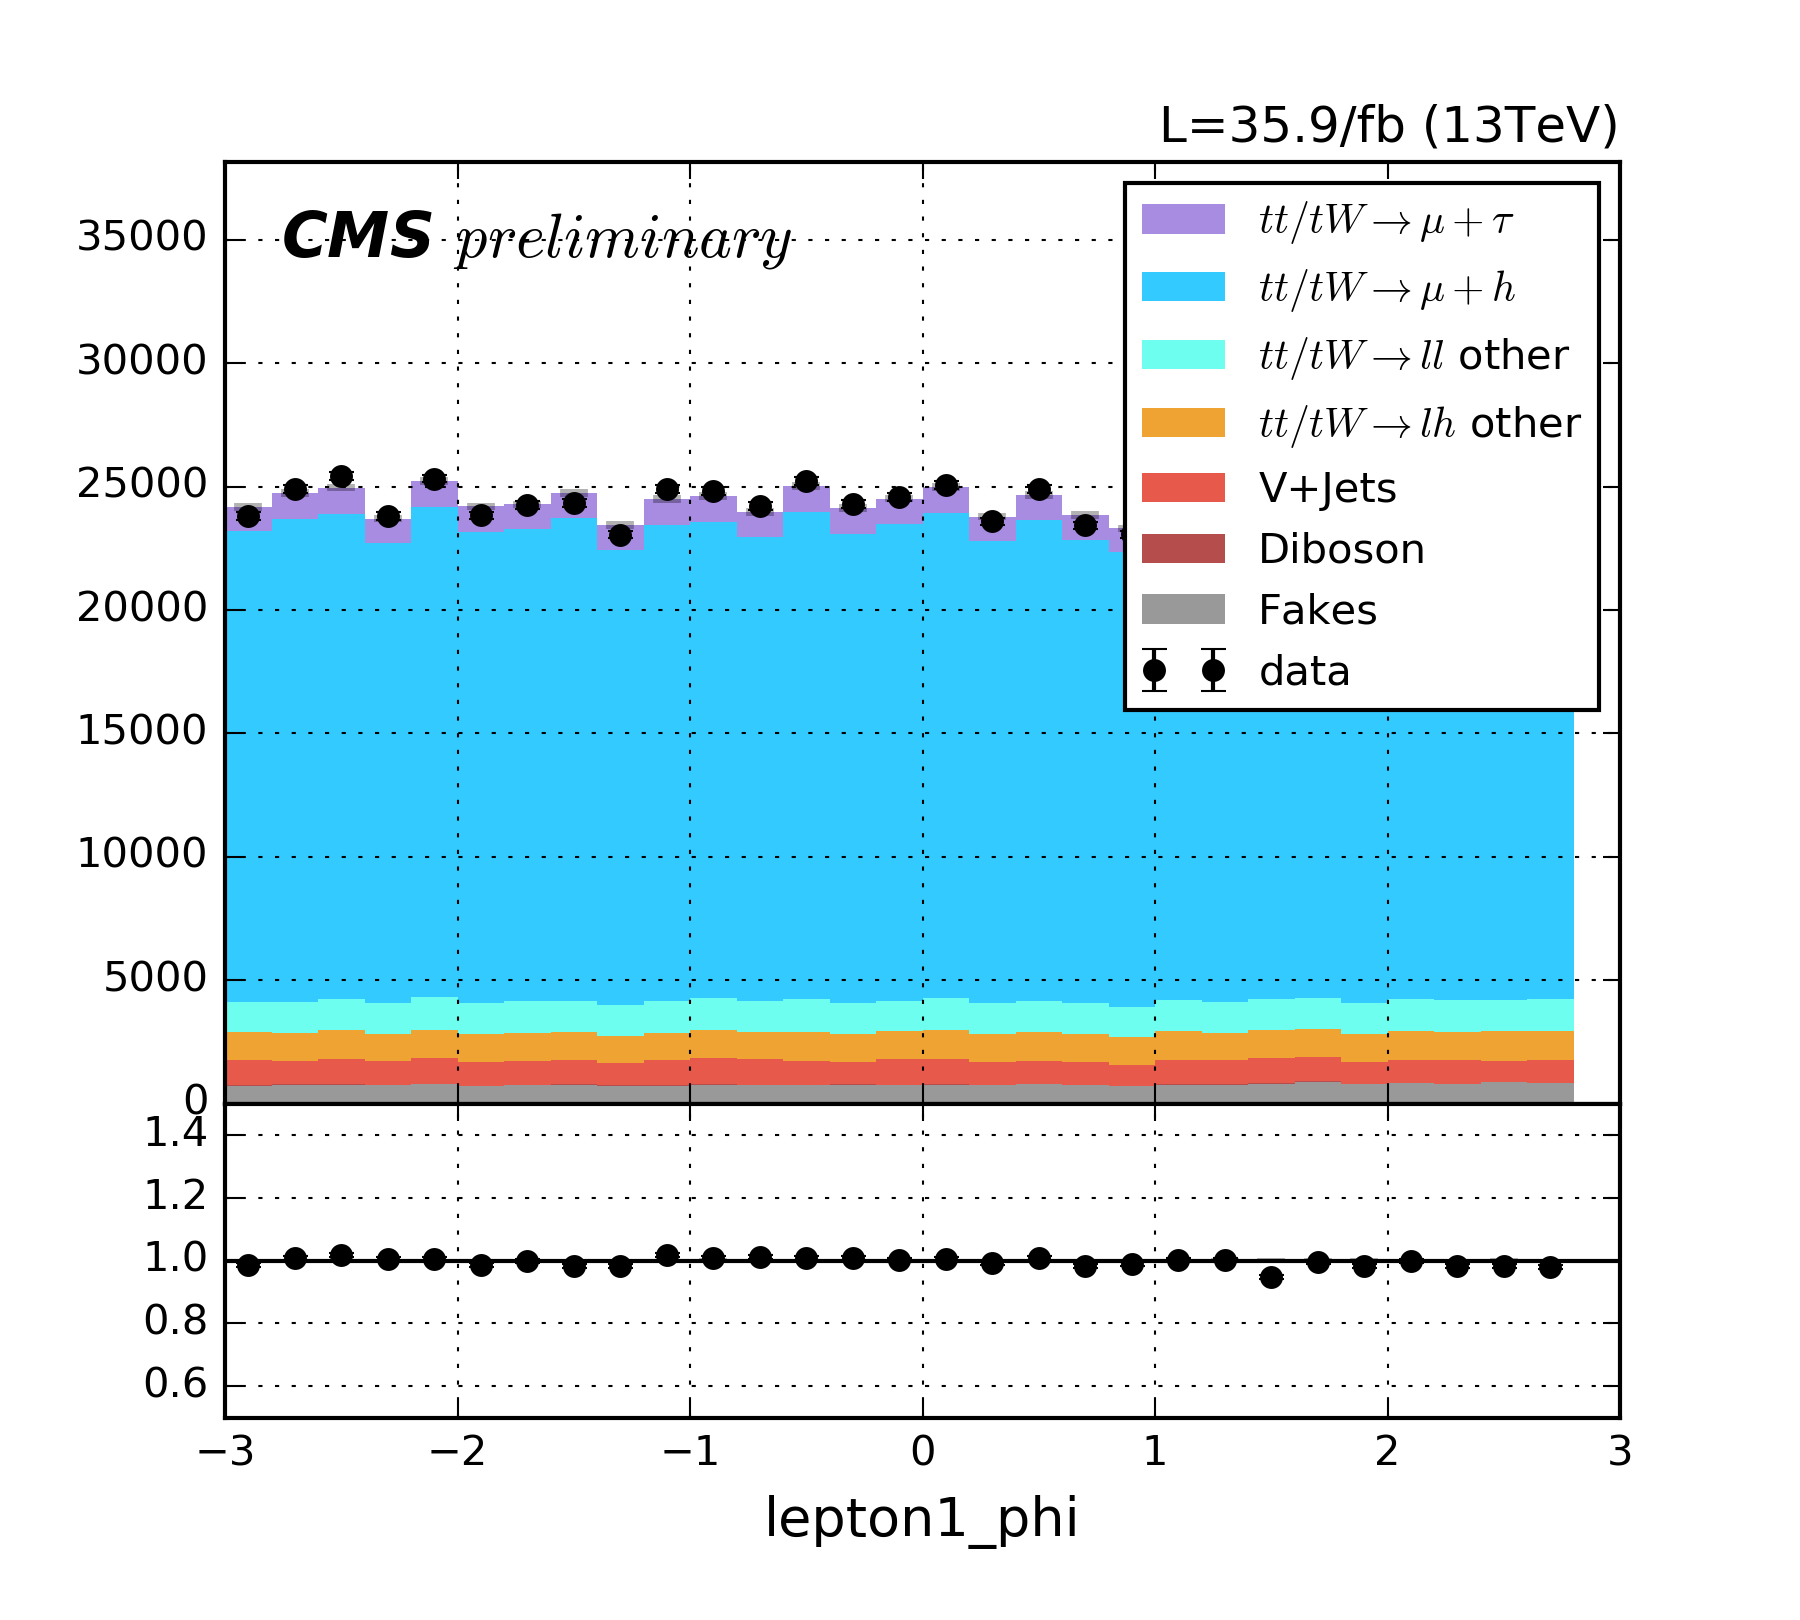 L=35.9/fb (13TeV)
CMS preliminary
tt/tW→μ+τ
tt/tW→μ+h
tt/tW→ll other
tt/tW→lh other
V+Jets
Diboson
Fakes
data
35000
30000
25000
20000
15000
10000
5000
0
1.4
1.2
1.0
0.8
0.6
−3 −2 −1 0 1 2 3
lepton1_phi